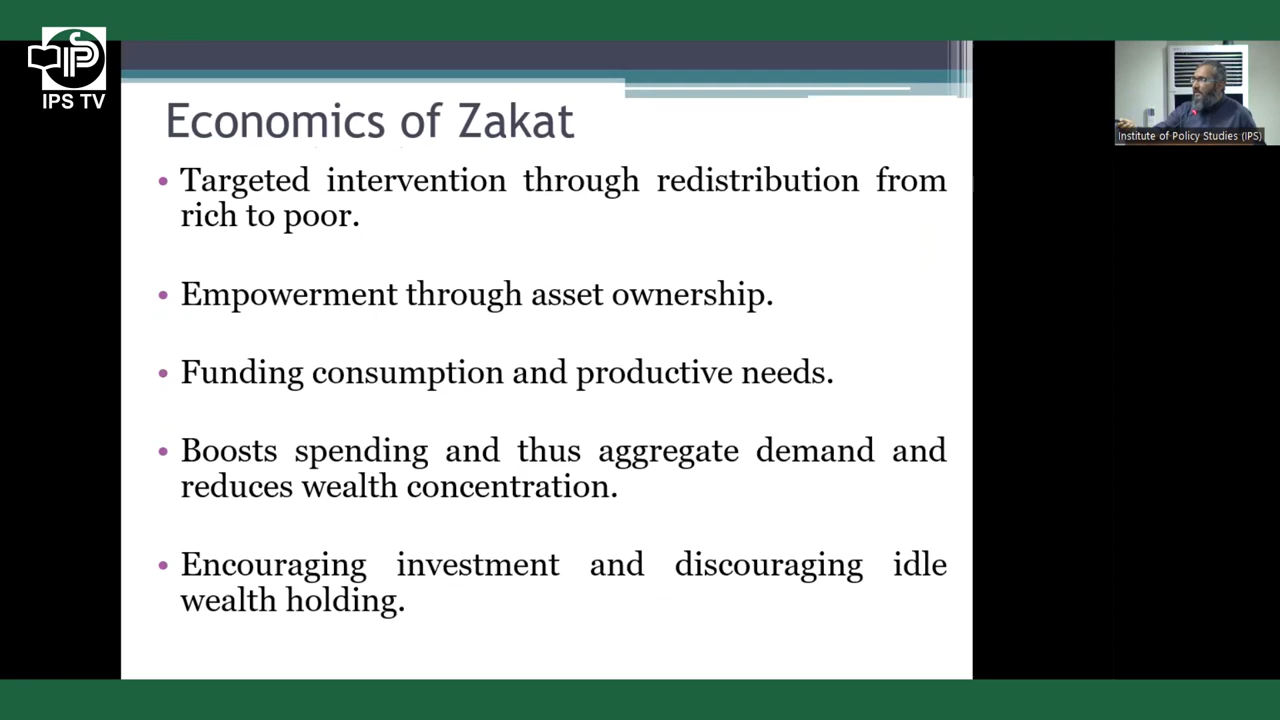 IPS
IPS TV
Institute of Policy Studies (IPS)
Economics of Zakat
• Targeted intervention through redistribution from
rich to poor.
• Empowerment through asset ownership.
• Funding consumption and productive needs.
• Boosts spending and thus aggregate demand and
reduces wealth concentration.
• Encouraging investment and discouraging idle
wealth holding.